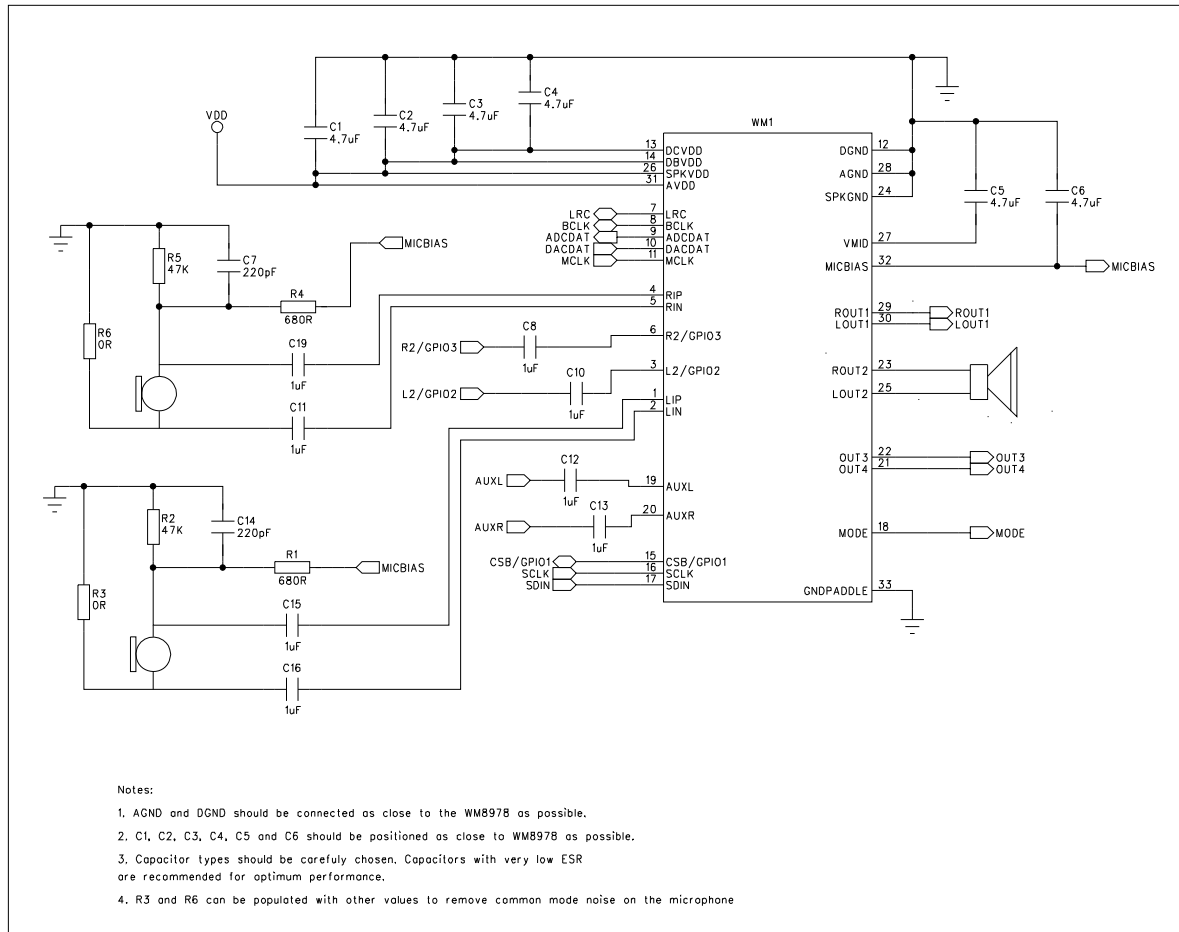 VDD
C1
4.7uF
C2
4.7uF
C3
4.7uF
C4
4.7uF
WM1
13 DCVDD
14 DBVDD
26 SPKVDD
31 AVDD
LRC 7 LRC
BCLK 8 BCLK
ADCDAT 9 ADCDAT
DACDAT 10 DACDAT
MCLK 11 MCLK
4 RIP
5 RIN
R2/GPIO3 C8 1uF 6 R2/GPIO3
L2/GPIO2 C10 1uF 3 L2/GPIO2
1 LIP
2 LIN
AUXL C12 1uF 19 AUXL
AUXR C13 1uF 20 AUXR
CSB/GPIO1 15 CSB/GPIO1
SCLK 16 SCLK
SDIN 17 SDIN
DGND 12
AGND 28
SPKGND 24
C5
4.7uF
C6
4.7uF
VMID 27
MICBIAS 32 MICBIAS
ROUT1 29 ROUT1
LOUT1 30 LOUT1
ROUT2 23
LOUT2 25
OUT3 22 OUT3
OUT4 21 OUT4
MODE 18 MODE
GNDPADDLE 33
R5
47K
C7
220pF
MICBIAS
R4
680R
R6
0R
C19
1uF
C11
1uF
R2
47K
C14
220pF
R1
680R
MICBIAS
R3
0R
C15
1uF
C16
1uF
Notes:
1. AGND and DGND should be connected as close to the WM8978 as possible.
2. C1, C2, C3, C4, C5 and C6 should be positioned as close to WM8978 as possible.
3. Capacitor types should be carefuly chosen. Capacitors with very low ESR
are recommended for optimum performance.
4. R3 and R6 can be populated with other values to remove common mode noise on the microphone